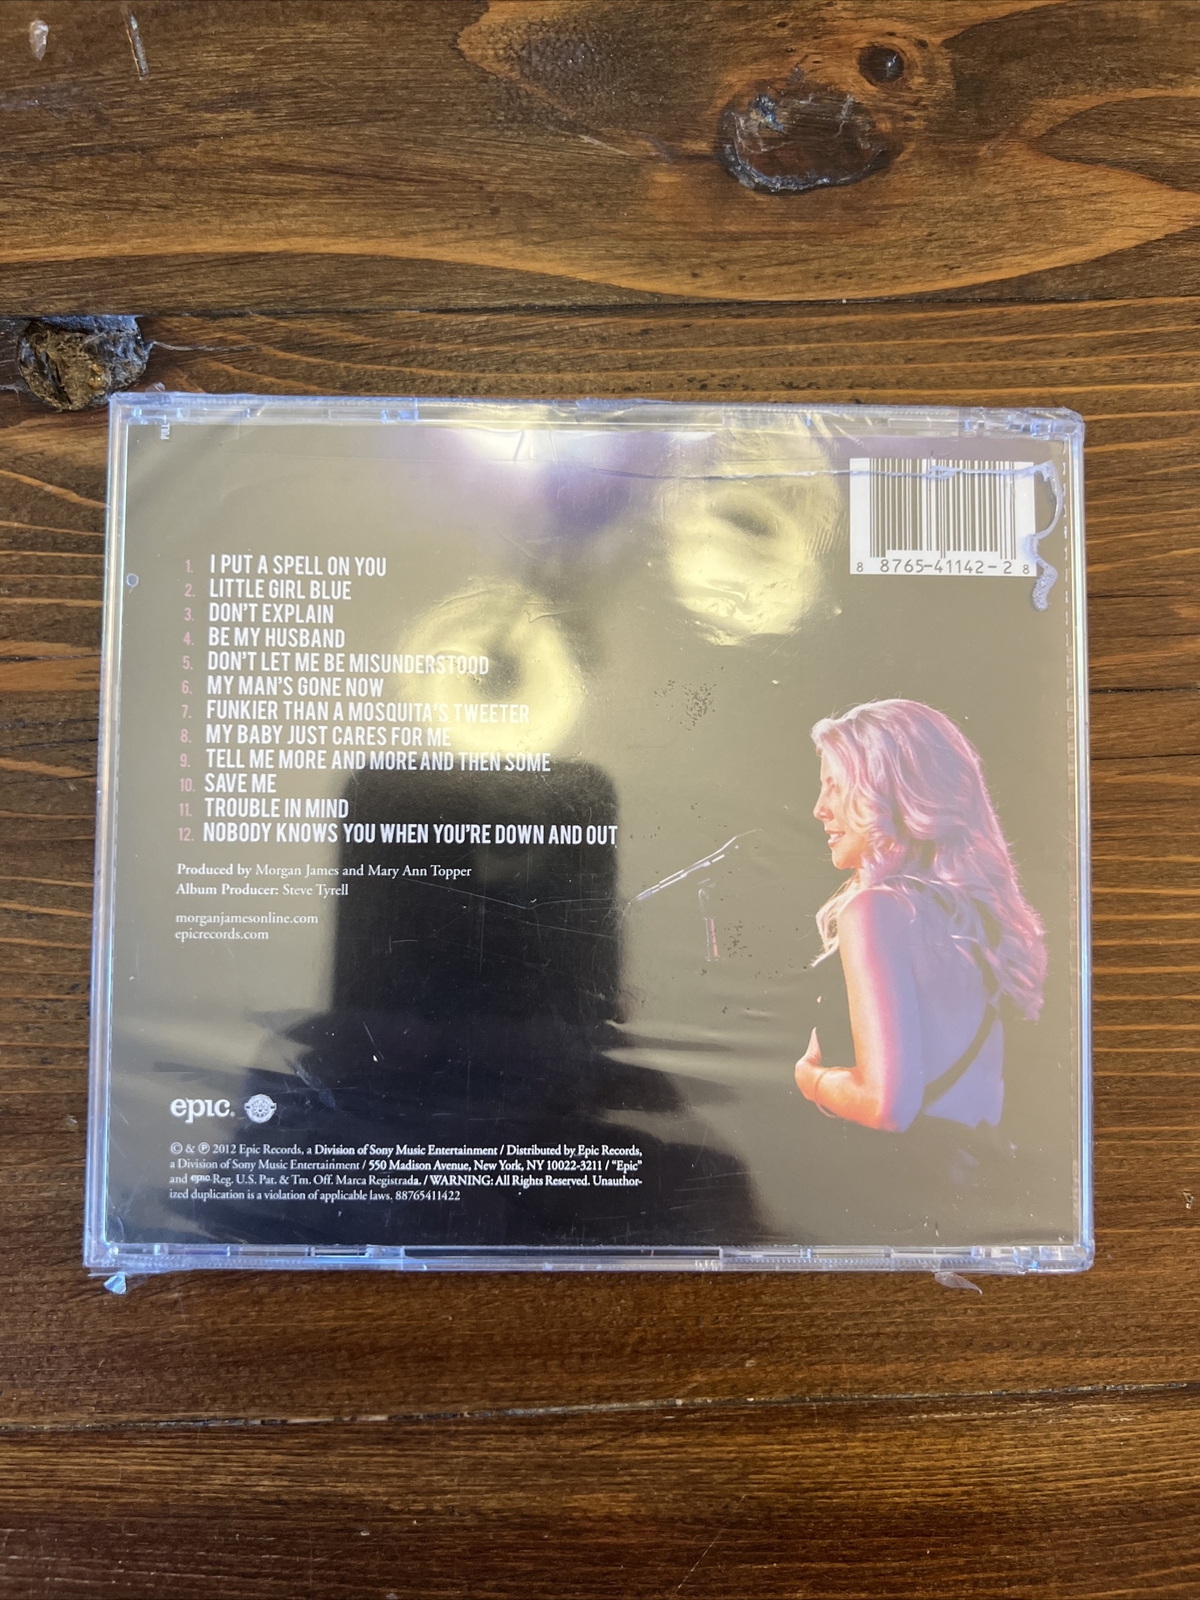 PULL
8 8765-41142-2 8
1. I PUT A SPELL ON YOU
2. LITTLE GIRL BLUE
3. DON'T EXPLAIN
4. BE MY HUSBAND
5. DON'T LET ME BE MISUNDERSTOOD
6. MY MAN'S GONE NOW
7. FUNKIER THAN A MOSQUITA'S TWEETER
8. MY BABY JUST CARES FOR ME
9. TELL ME MORE AND MORE AND THEN SOME
10. SAVE ME
11. TROUBLE IN MIND
12. NOBODY KNOWS YOU WHEN YOU'RE DOWN AND OUT
Produced by Morgan James and Mary Ann Topper
Album Producer: Steve Tyrell
morganjamesonline.com
epicrecords.com
epic.
© & ℗ 2012 Epic Records, a Division of Sony Music Entertainment / Distributed by Epic Records,
a Division of Sony Music Entertainment / 550 Madison Avenue, New York, NY 10022-3211 / "Epic"
and epic Reg. U.S. Pat. & Tm. Off. Marca Registrada. / WARNING: All Rights Reserved. Unauthor-
ized duplication is a violation of applicable laws. 88765411422